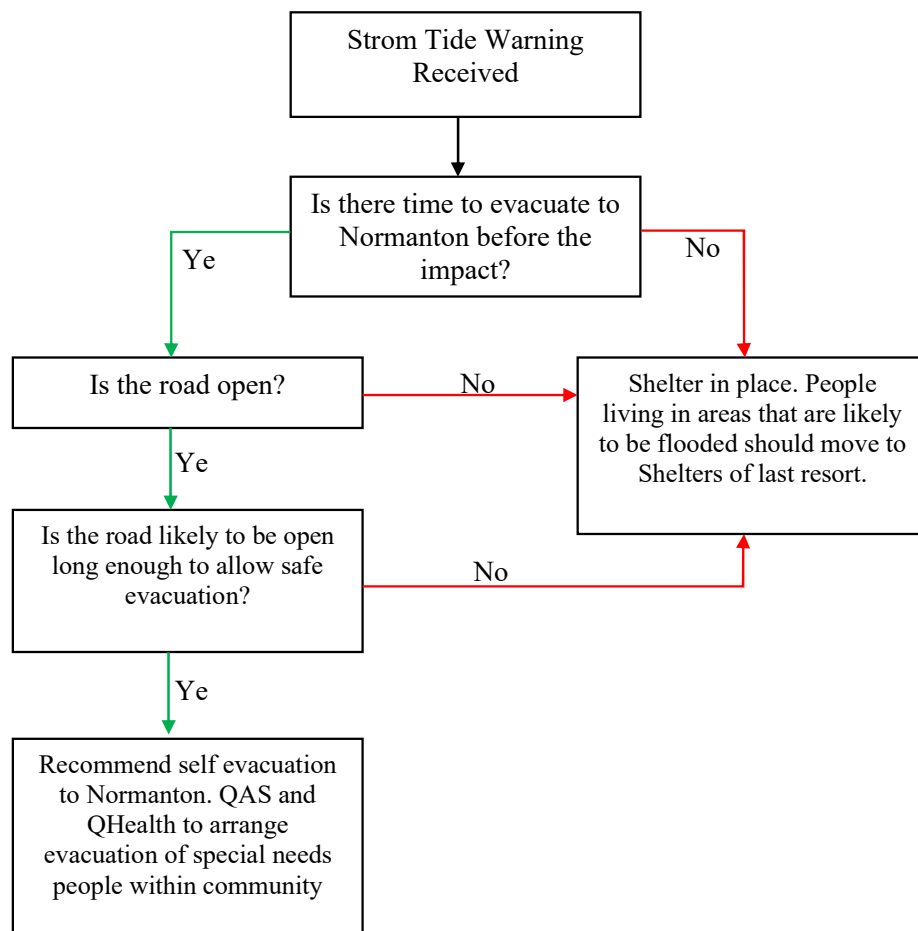 Strom Tide Warning
Received
Is there time to evacuate to
Normanton before the
impact?
Ye
No
Is the road open?
No
Shelter in place. People
living in areas that are likely
to be flooded should move to
Shelters of last resort.
Ye
Is the road likely to be open
long enough to allow safe
evacuation?
No
Ye
Recommend self evacuation
to Normanton. QAS and
QHealth to arrange
evacuation of special needs
people within community